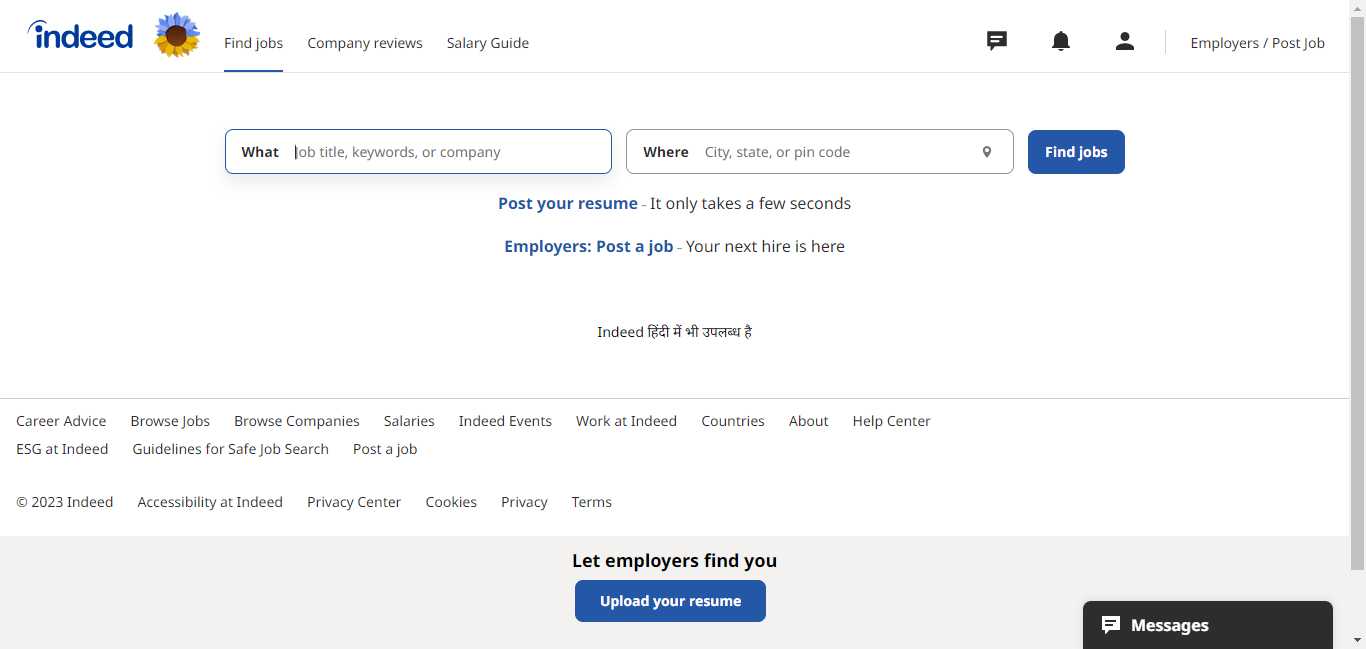 indeed
Find jobs Company reviews Salary Guide Employers / Post Job
What Job title, keywords, or company Where City, state, or pin code Find jobs
Post your resume - It only takes a few seconds
Employers: Post a job - Your next hire is here
Indeed हिंदी में भी उपलब्ध है
Career Advice Browse Jobs Browse Companies Salaries Indeed Events Work at Indeed Countries About Help Center
ESG at Indeed Guidelines for Safe Job Search Post a job
© 2023 Indeed Accessibility at Indeed Privacy Center Cookies Privacy Terms
Let employers find you
Upload your resume
Messages